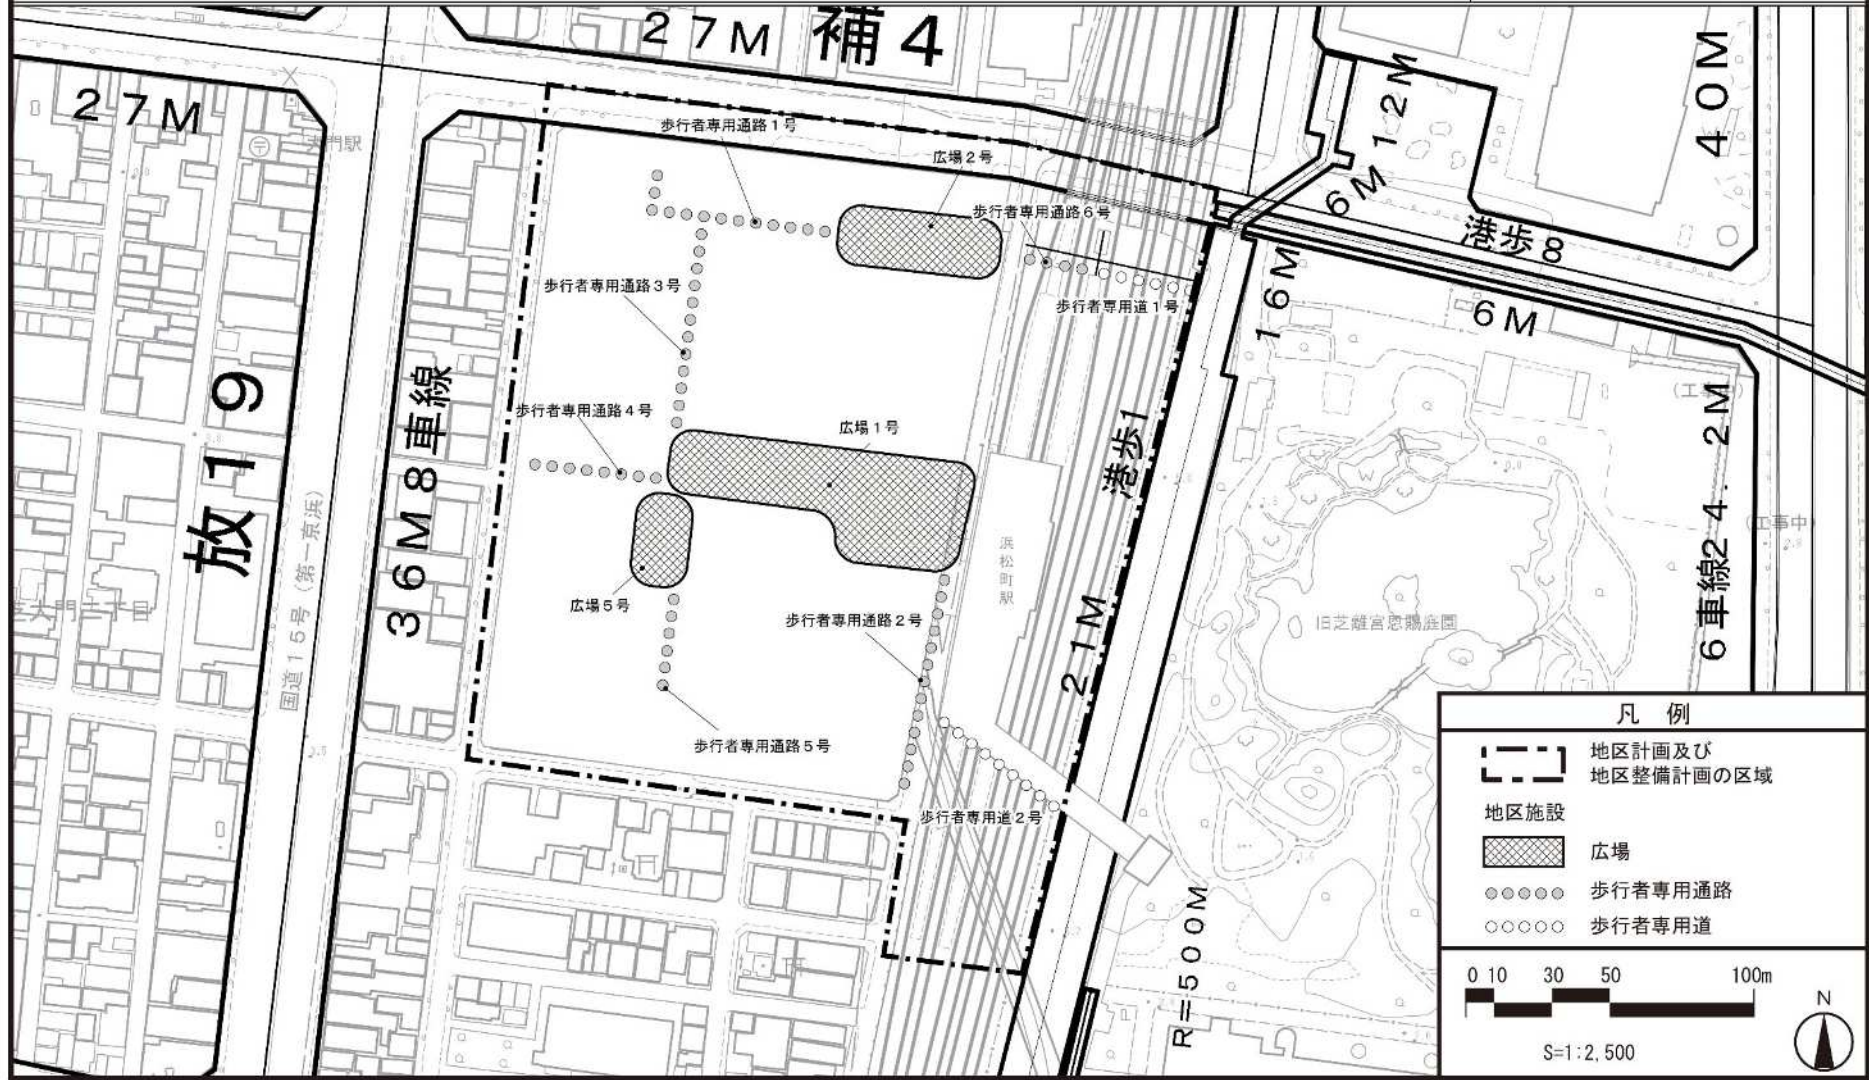 27M
補4
27M
大門駅
歩行者専用通路1号
広場2号
12M
40M
6M
歩行者専用通路6号
港歩8
歩行者専用通路3号
歩行者専用道1号
16M
6M
放19
36M8車線
歩行者専用通路4号
広場1号
港歩1
(工事中)
6車線24.2M
国道15号(第一京浜)
浜松町駅
広場5号
歩行者専用通路2号
21M
旧芝離宮恩賜庭園
歩行者専用通路5号
歩行者専用道2号
R=500M
凡 例
地区計画及び
地区整備計画の区域
地区施設
広場
歩行者専用通路
歩行者専用道
0 10 30 50 100m
N
S=1:2,500